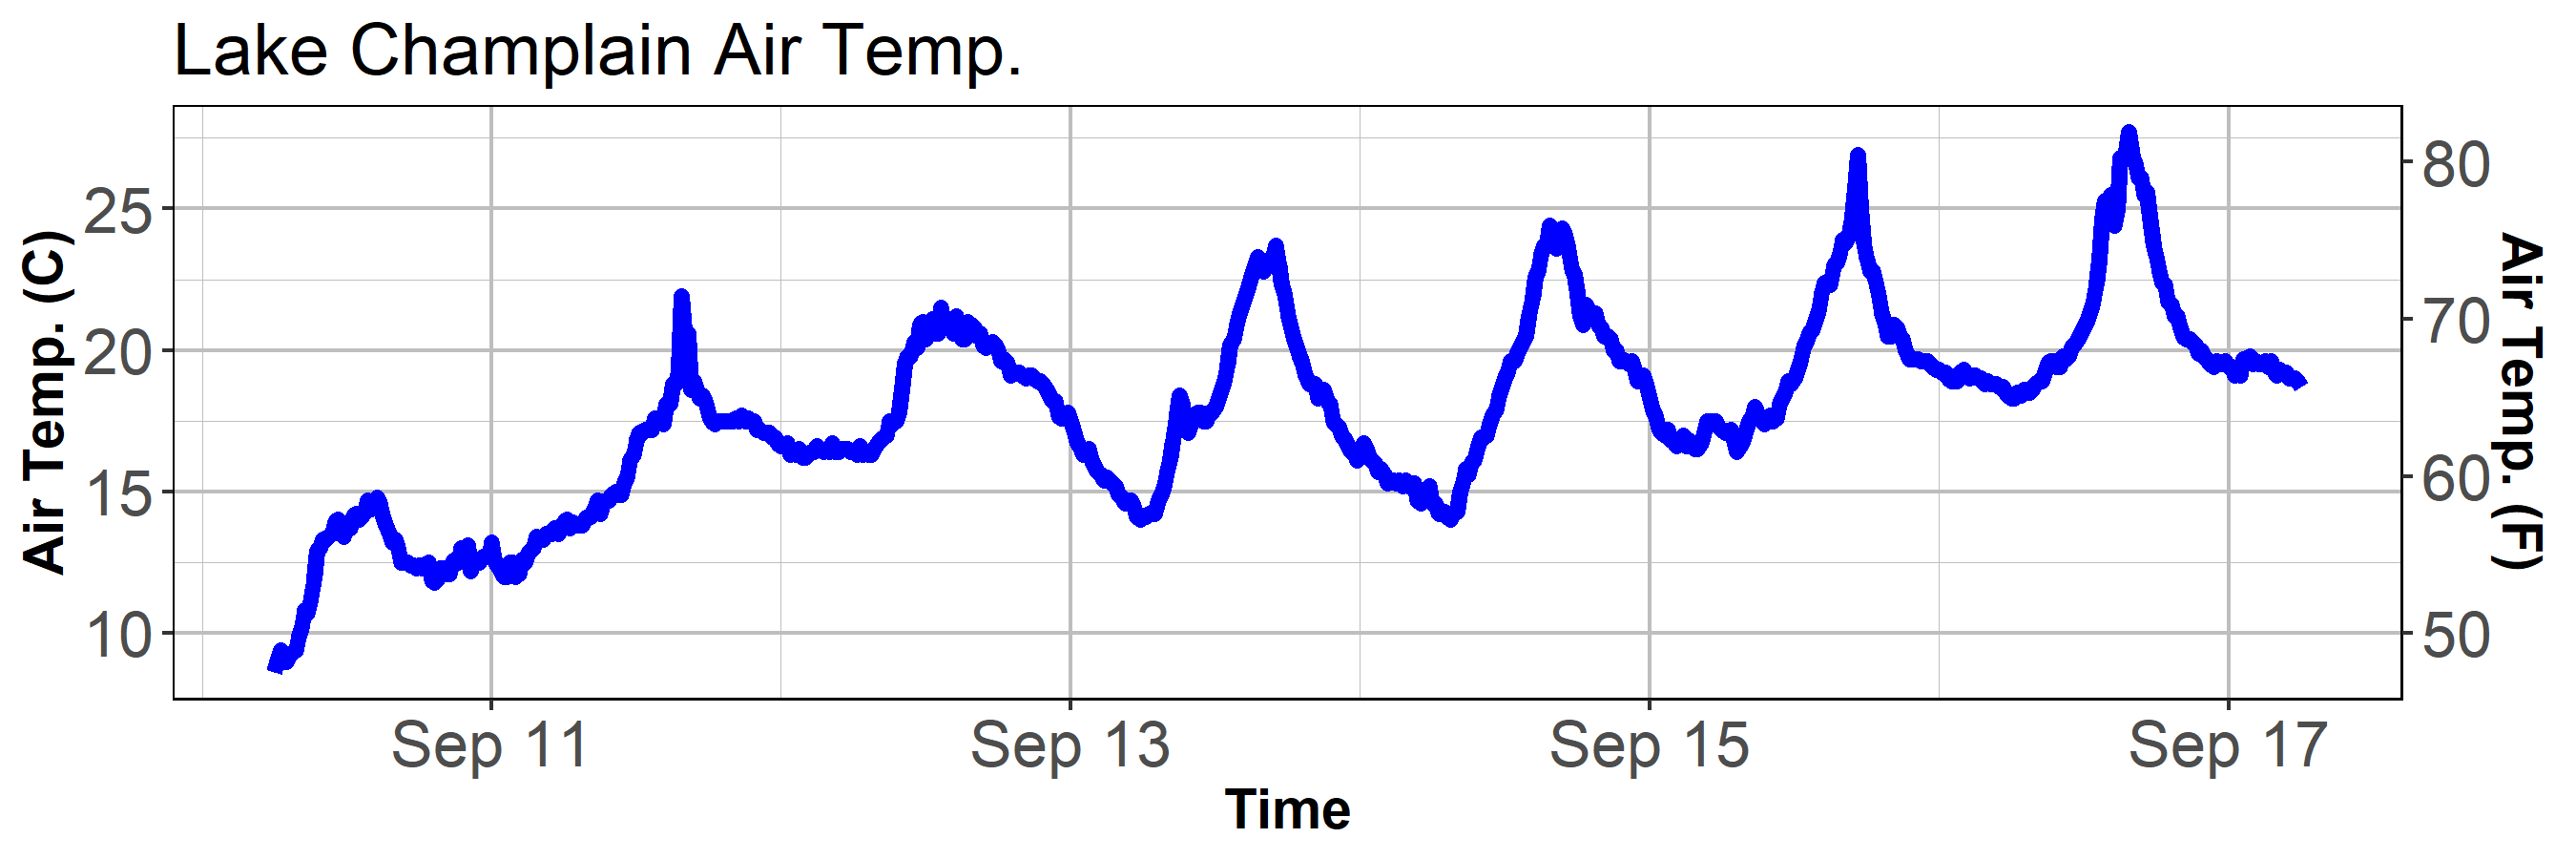 Lake Champlain Air Temp.
Air Temp. (C)
25
20
15
10
80
70
60
50
Air Temp. (F)
Sep 11
Sep 13
Sep 15
Sep 17
Time